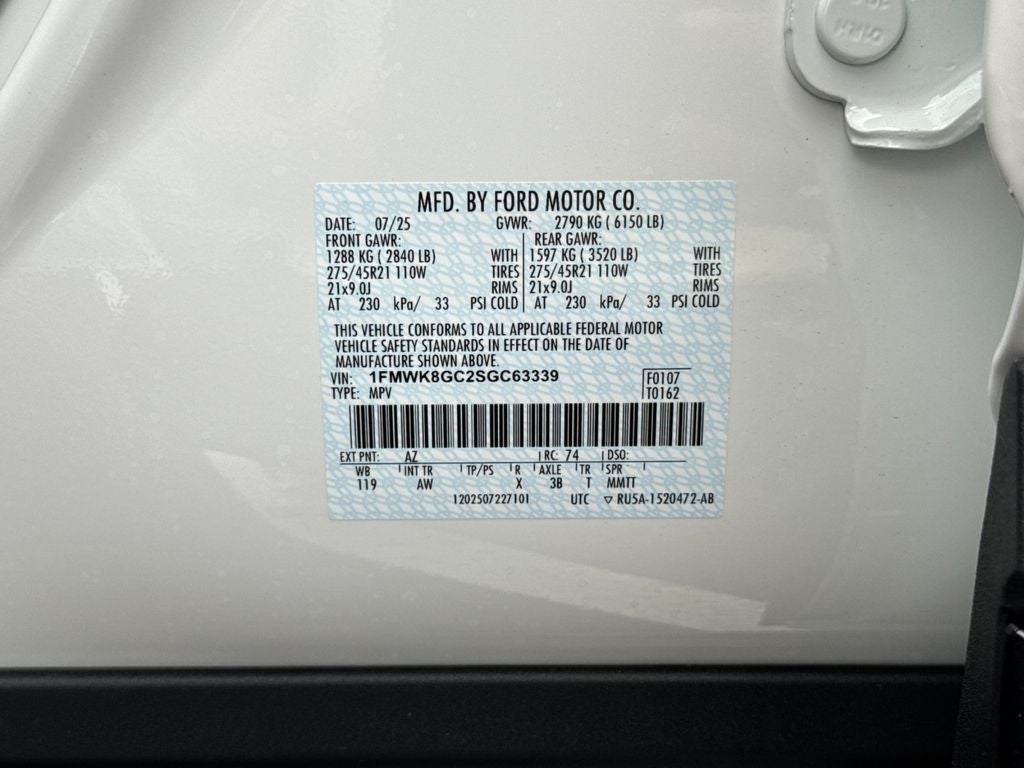 MFD. BY FORD MOTOR CO.
DATE: 07/25 GVWR: 2790 KG ( 6150 LB)
FRONT GAWR: REAR GAWR:
1288 KG ( 2840 LB) WITH 1597 KG ( 3520 LB) WITH
275/45R21 110W TIRES 275/45R21 110W TIRES
21x9.0J RIMS 21x9.0J RIMS
AT 230 kPa/ 33 PSI COLD AT 230 kPa/ 33 PSI COLD
THIS VEHICLE CONFORMS TO ALL APPLICABLE FEDERAL MOTOR
VEHICLE SAFETY STANDARDS IN EFFECT ON THE DATE OF
MANUFACTURE SHOWN ABOVE.
VIN: 1FMWK8GC2SGC63339 F0107
TYPE: MPV T0162
EXT PNT: AZ RC: 74 DSO:
WB INT TR TP/PS R AXLE TR SPR
119 AW X 3B T MMTT
1202507227101 UTC ▽ RU5A-1520472-AB